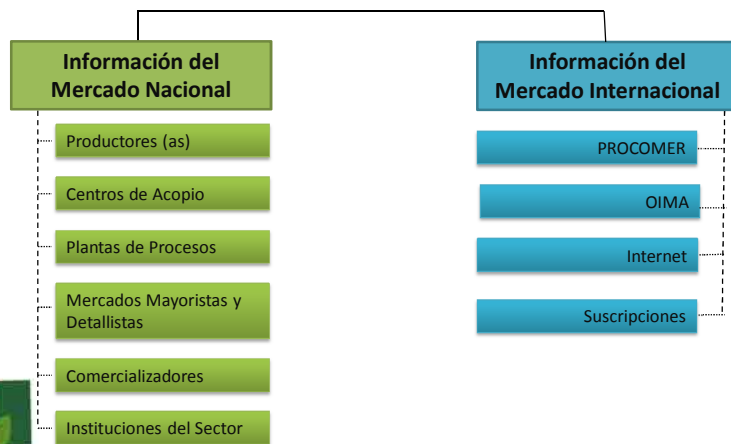 Información del
Mercado Nacional
Productores (as)
Centros de Acopio
Plantas de Procesos
Mercados Mayoristas y
Detallistas
Comercializadores
Instituciones del Sector
Información del
Mercado Internacional
PROCOMER
OIMA
Internet
Suscripciones